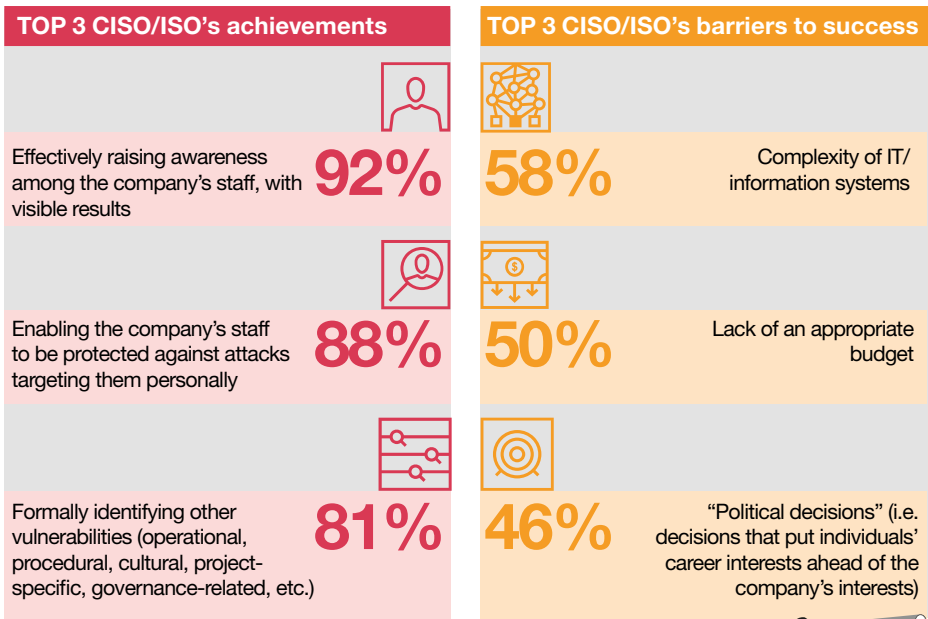 TOP 3 CISO/ISO's achievements
Effectively raising awareness
among the company's staff, with
visible results
92%
Enabling the company's staff
to be protected against attacks
targeting them personally
88%
Formally identifying other
vulnerabilities (operational,
procedural, cultural, project-
specific, governance-related, etc.)
81%
TOP 3 CISO/ISO's barriers to success
58%
Complexity of IT/
information systems
$
50%
Lack of an appropriate
budget
46%
“Political decisions” (i.e.
decisions that put individuals'
career interests ahead of the
company's interests)